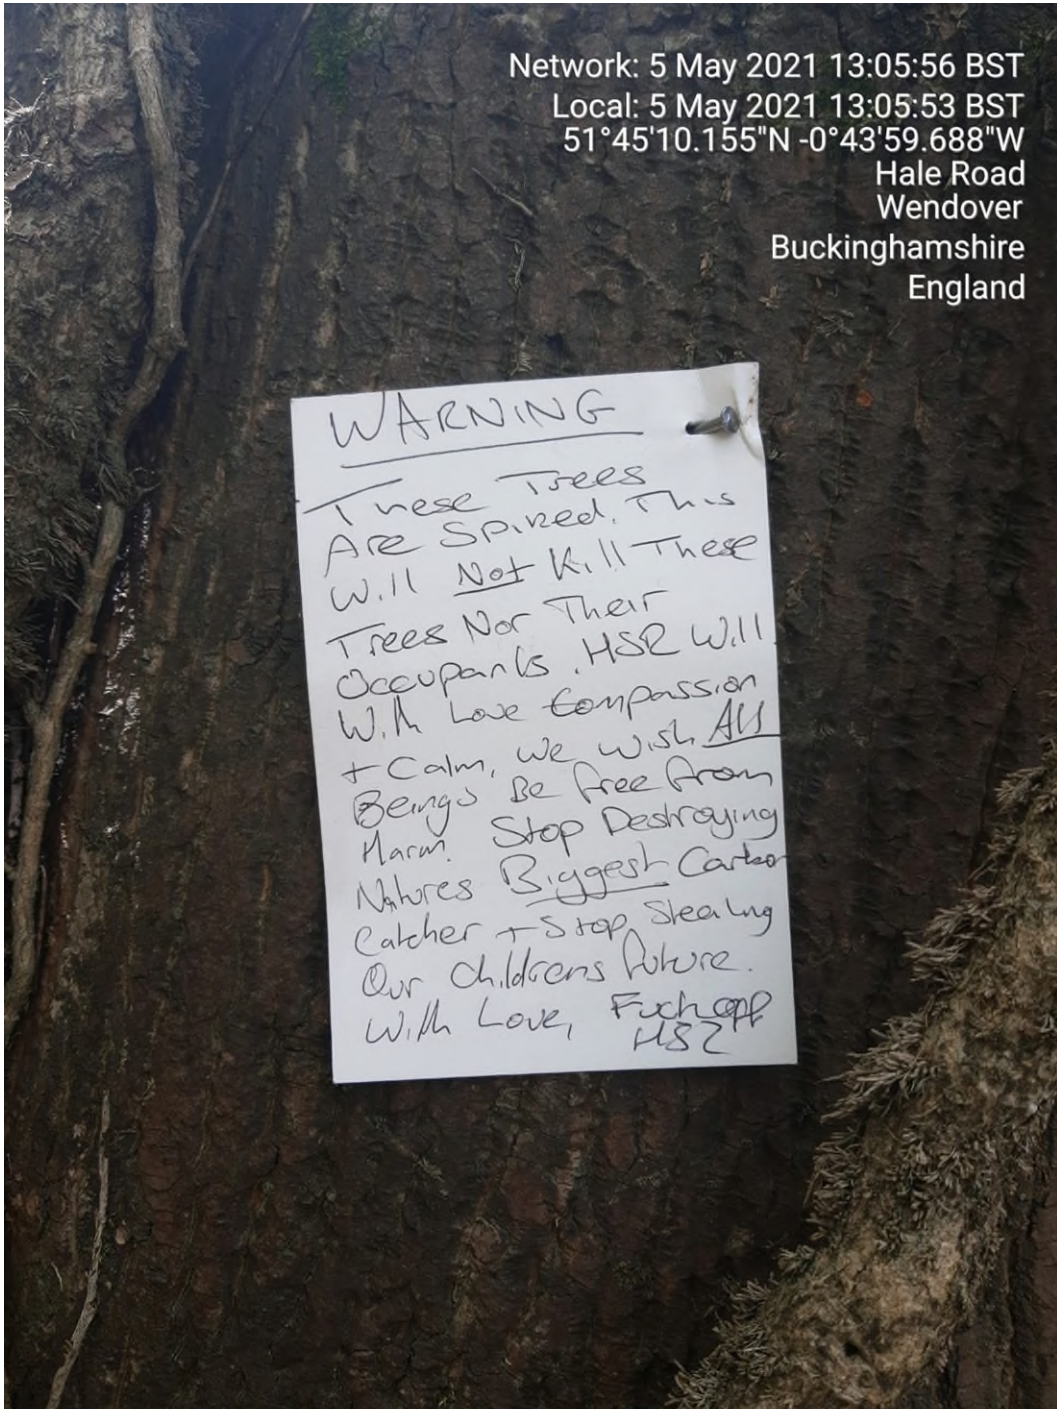 Network: 5 May 2021 13:05:56 BST
Local: 5 May 2021 13:05:53 BST
51°45'10.155"N -0°43'59.688"W
Hale Road
Wendover
Buckinghamshire
England
WARNING
These Trees
Are Spiked. This
Will Not Kill These
Trees Nor Their
Occupants. HS2 Will.
With Love Compassion
+ Calm, we wish All
Beings Be free from
Harm. Stop Destroying
Natures Biggest Carbon
Catcher + Stop Stealing
Our Childrens future.
With Love, Fuck off
HS2